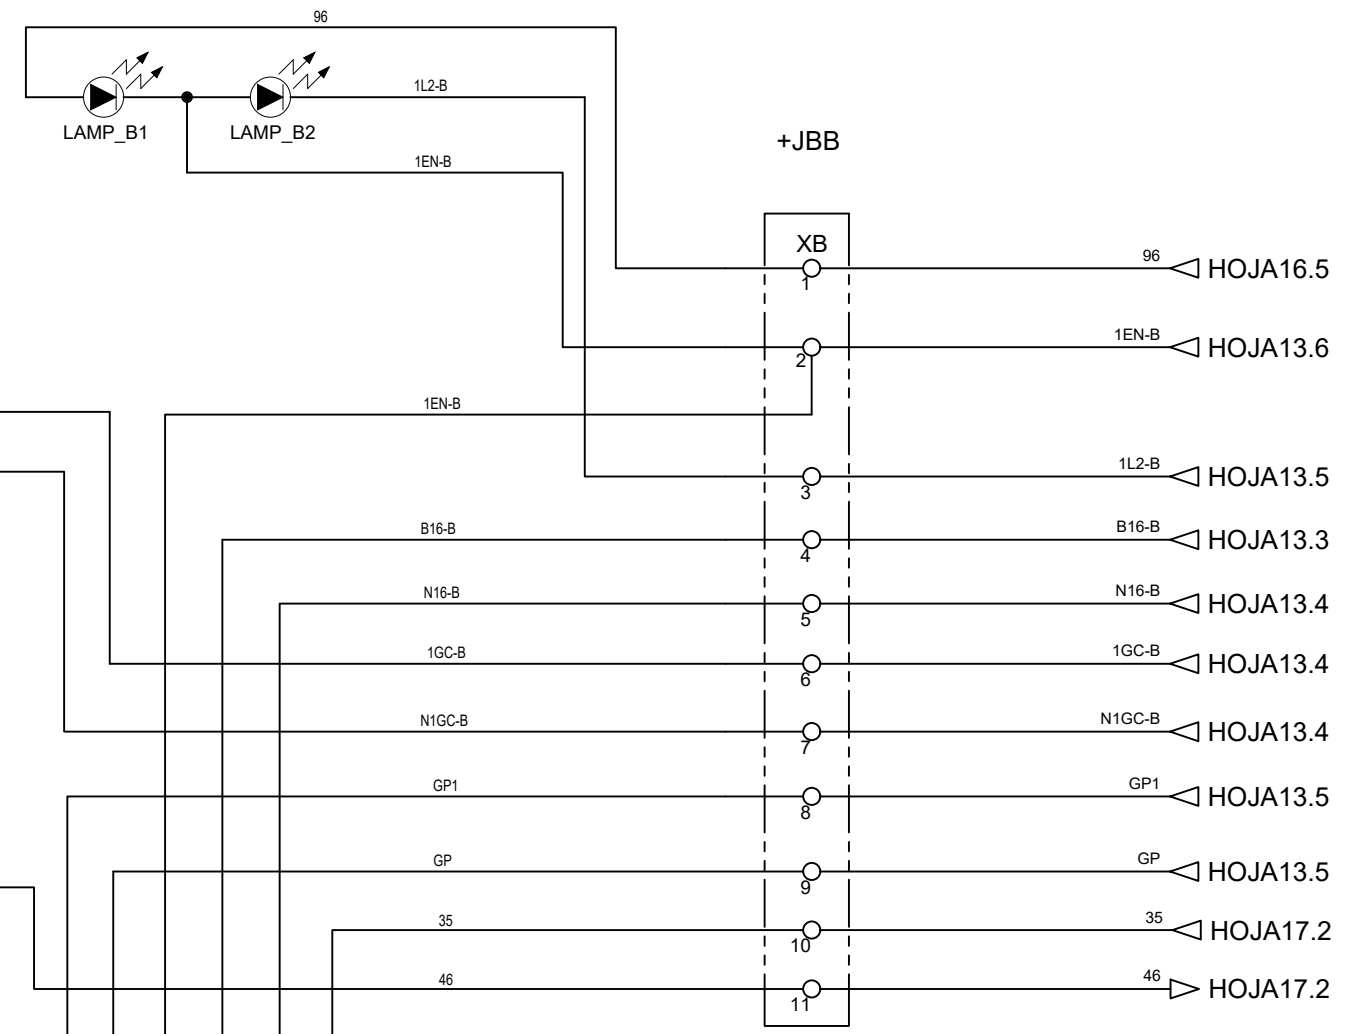 96
1L2-B
LAMP_B1
LAMP_B2
1EN-B
+JBB
XB
96
HOJA16.5
1
1EN-B
HOJA13.6
2
1EN-B
1L2-B
HOJA13.5
3
B16-B
B16-B
HOJA13.3
4
N16-B
N16-B
HOJA13.4
5
1GC-B
1GC-B
HOJA13.4
6
N1GC-B
N1GC-B
HOJA13.4
7
GP1
GP1
HOJA13.5
8
GP
GP
HOJA13.5
9
35
35
HOJA17.2
10
46
46
HOJA17.2
11